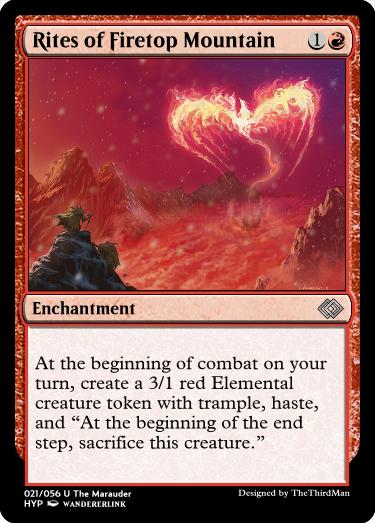 Rites of Firetop Mountain 1
Enchantment
At the beginning of combat on your
turn, create a 3/1 red Elemental
creature token with trample, haste,
and “At the beginning of the end
step, sacrifice this creature.”
021/056 U The Marauder
Designed by TheThirdMan
HYP WANDERERLINK